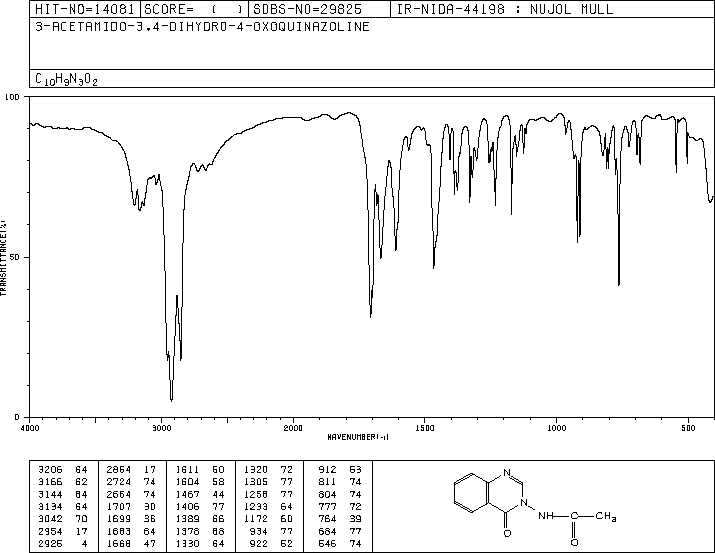 HIT-NO=14081 SCORE= ( ) SDBS-NO=29825 IR-NIDA-44198 : NUJOL MULL
3-ACETAMIDO-3,4-DIHYDRO-4-OXOQUINAZOLINE
C10H9N3O2
100
50
0
TRANSMITTANCE(%)
4000 3000 2000 1500 1000 500
WAVENUMBER(-1)
3206 64 2854 17 1611 50 1320 72 912 53
3166 62 2724 74 1604 58 1305 77 811 74
3144 64 2664 74 1467 44 1258 77 804 74
3134 64 1707 30 1406 77 1233 64 777 72
3042 70 1699 36 1389 66 1172 60 764 39
2954 17 1683 64 1378 68 934 77 684 77
2925 4 1668 47 1330 64 922 52 546 74
N
N
NH C CH3
O
O